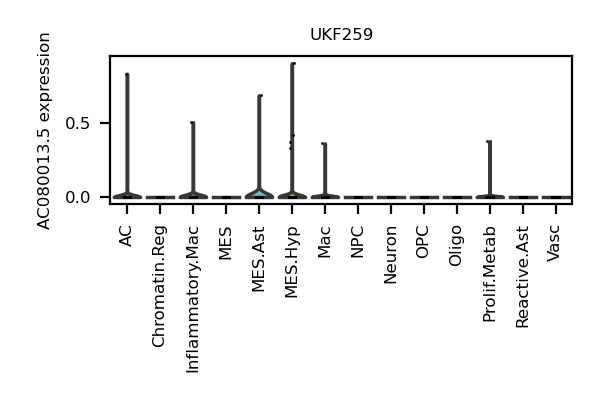 UKF259
AC080013.5 expression
0.5
0.0
AC
Chromatin.Reg
Inflammatory.Mac
MES
MES.Ast
MES.Hyp
Mac
NPC
Neuron
OPC
Oligo
Prolif.Metab
Reactive.Ast
Vasc